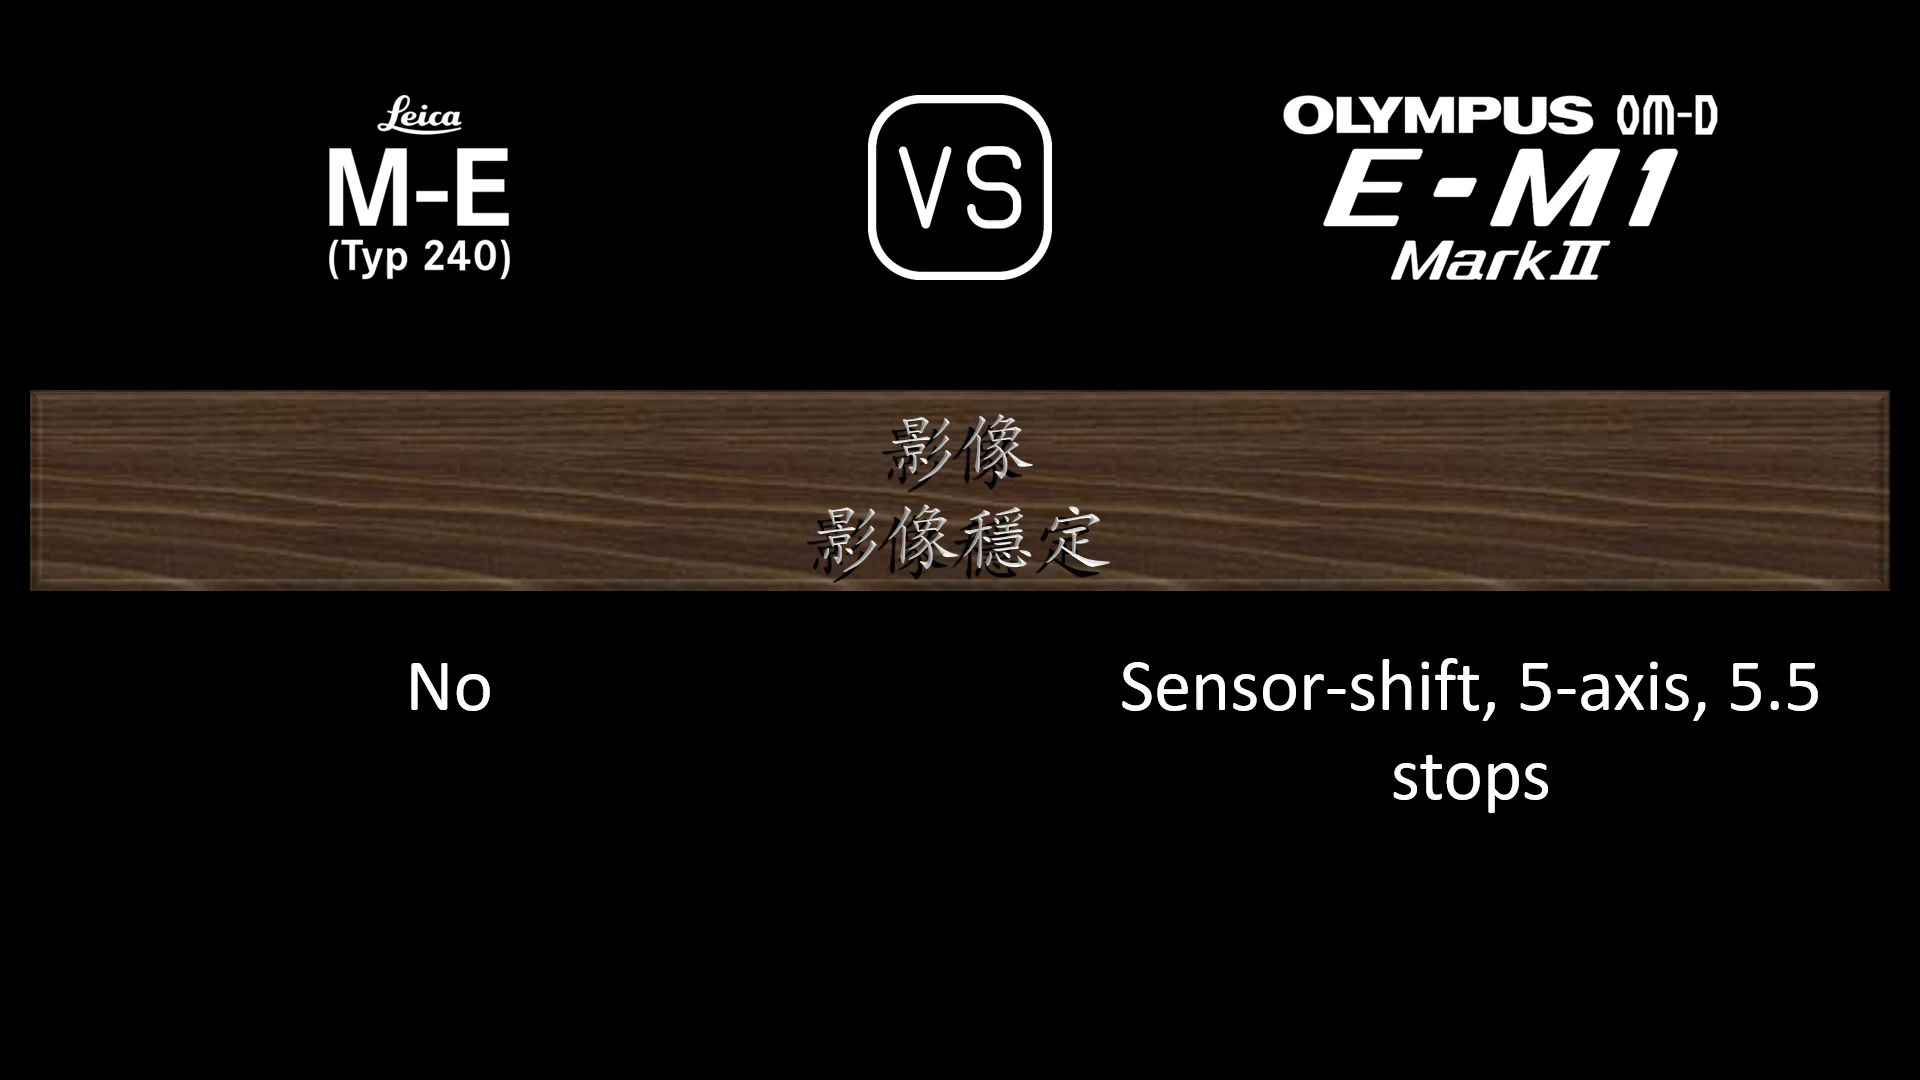 Leica
M-E
(Typ 240)
VS
OLYMPUS OM-D
E-M1
Mark II
影像
影像穩定
No
Sensor-shift, 5-axis, 5.5
stops